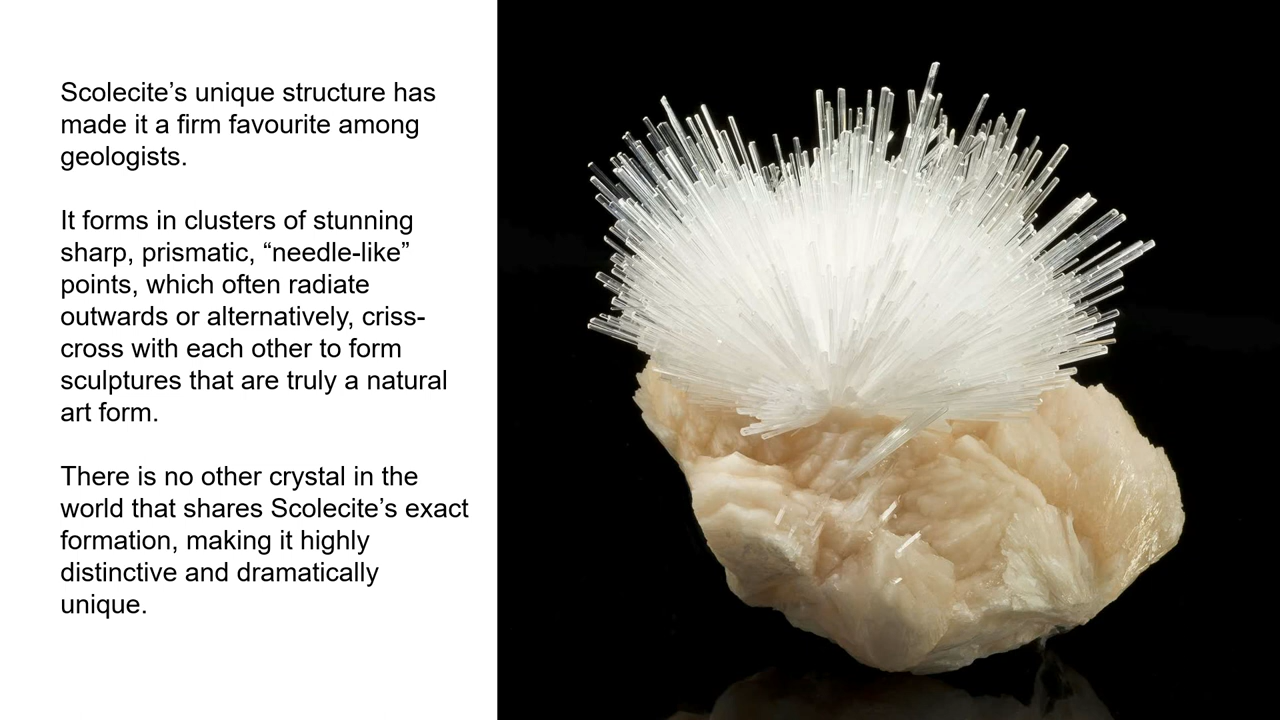 Scolecite’s unique structure has
made it a firm favourite among
geologists.
It forms in clusters of stunning
sharp, prismatic, “needle-like”
points, which often radiate
outwards or alternatively, criss-
cross with each other to form
sculptures that are truly a natural
art form.
There is no other crystal in the
world that shares Scolecite’s exact
formation, making it highly
distinctive and dramatically
unique.